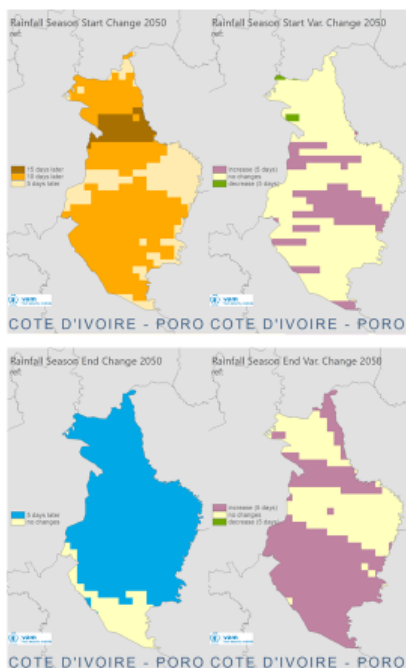 Rainfall Season Start Change 2050
ref:
15 days later
10 days later
5 days later
COTE D'IVOIRE - PORO
Rainfall Season Start Var. Change 2050
ref:
increase (5 days)
no changes
decrease (5 days)
COTE D'IVOIRE - PORO
Rainfall Season End Change 2050
ref:
5 days later
no changes
vam
COTE D'IVOIRE - PORO
Rainfall Season End Var. Change 2050
ref:
no changes
decrease (5 days)
vam
COTE D'IVOIRE - PORO